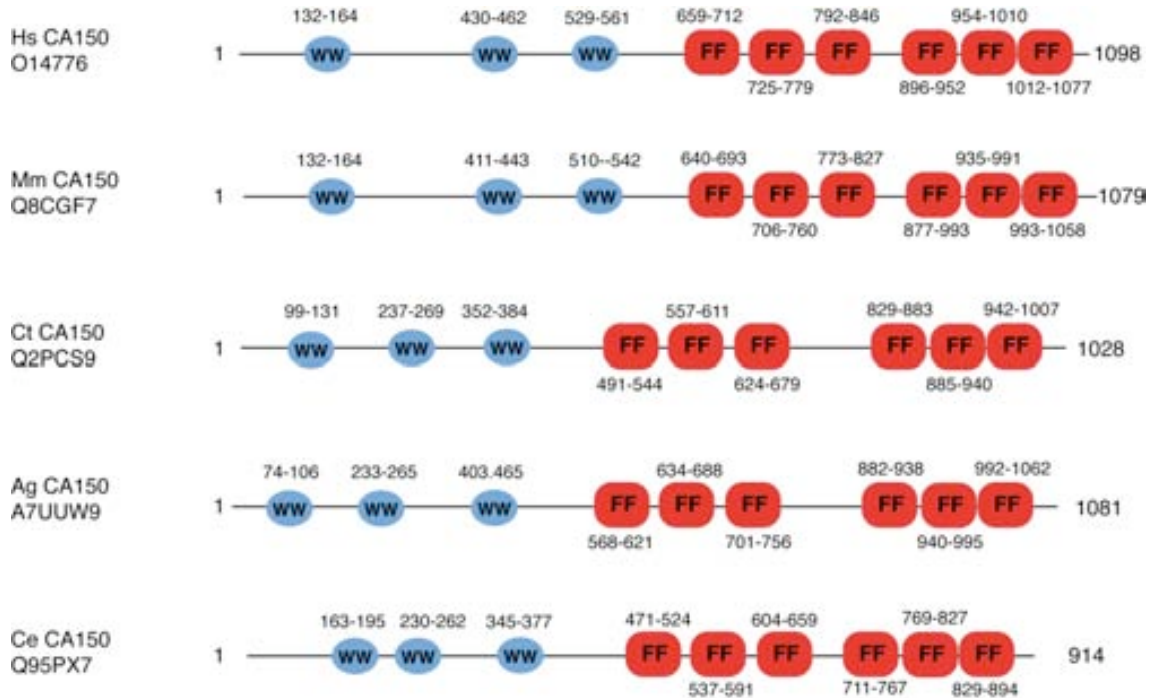 132-164 430-462 529-561 659-712 792-846 954-1010
Hs CA150 1 WW WW WW FF FF FF FF FF FF 1098
O14776
725-779 896-952 1012-1077
132-164 411-443 510--542 640-693 773-827 935-991
Mm CA150 1 WW WW WW FF FF FF FF FF FF 1079
Q8CGF7
706-760 877-993 993-1058
99-131 237-269 352-384 557-611 829-883 942-1007
Ct CA150 1 WW WW WW FF FF FF FF FF FF 1028
Q2PCS9
491-544 624-679 885-940
74-106 233-265 403.465 634-688 882-938 992-1062
Ag CA150 1 WW WW WW FF FF FF FF FF FF 1081
A7UUW9
568-621 701-756 940-995
163-195 230-262 345-377 471-524 604-659 769-827
Ce CA150 1 WW WW WW FF FF FF FF FF FF 914
Q95PX7
537-591 711-767 829-894